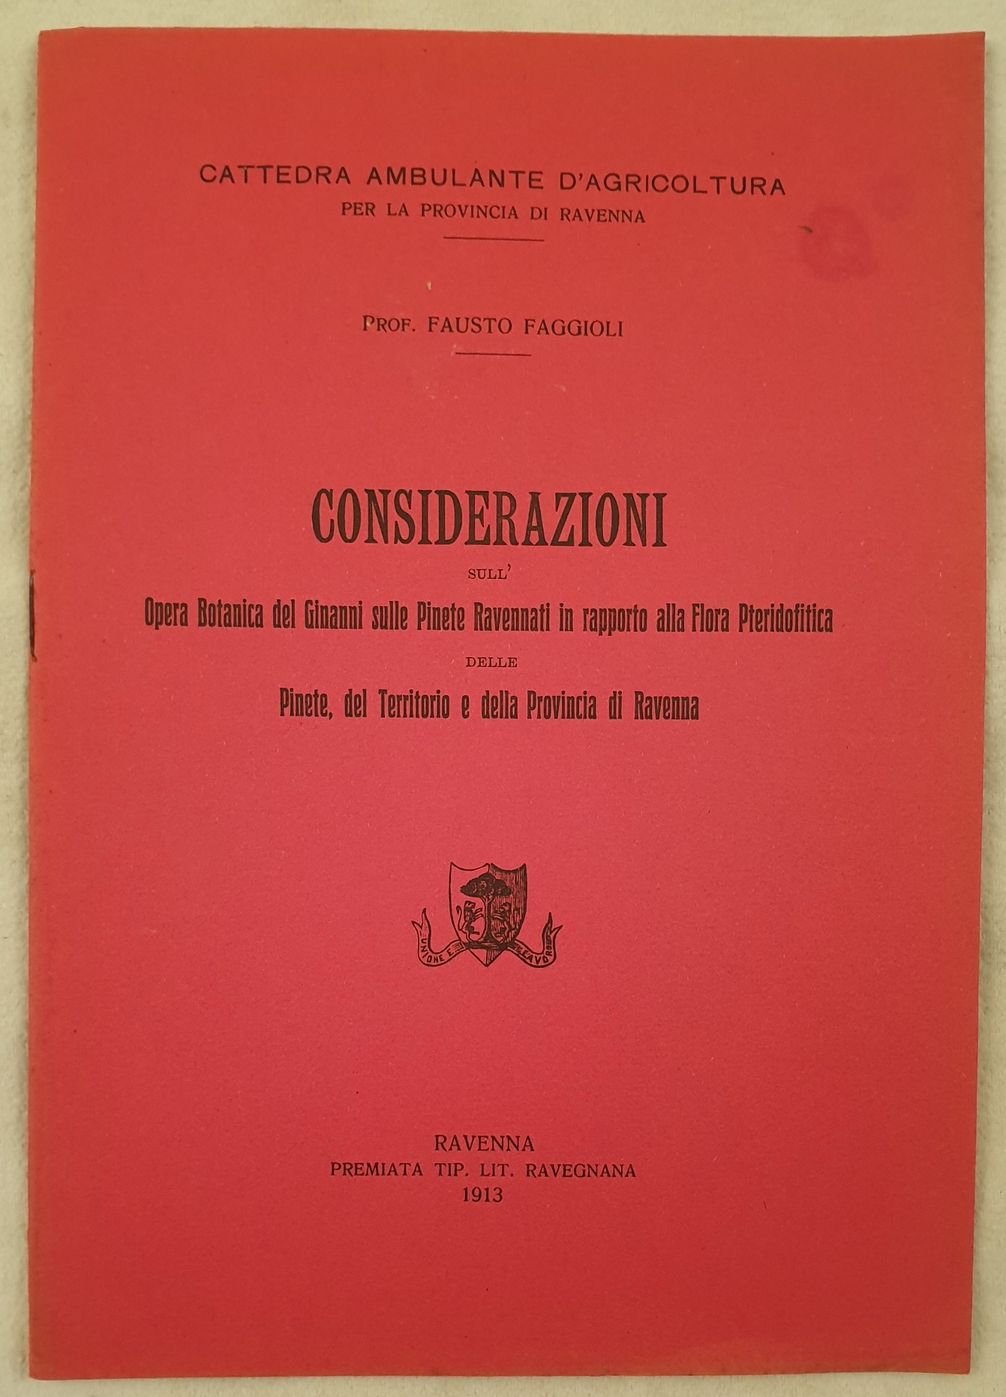 CATTEDRA AMBULANTE D'AGRICOLTURA
PER LA PROVINCIA DI RAVENNA
PROF. FAUSTO FAGGIOLI
CONSIDERAZIONI
SULL'
Opera Botanica del Ginanni sulle Pinete Ravennati in rapporto alla Flora Pteridofitica
DELLE
Pinete, del Territorio e della Provincia di Ravenna
UNIONE E LAVORO
RAVENNA
PREMIATA TIP. LIT. RAVEGNANA
1913